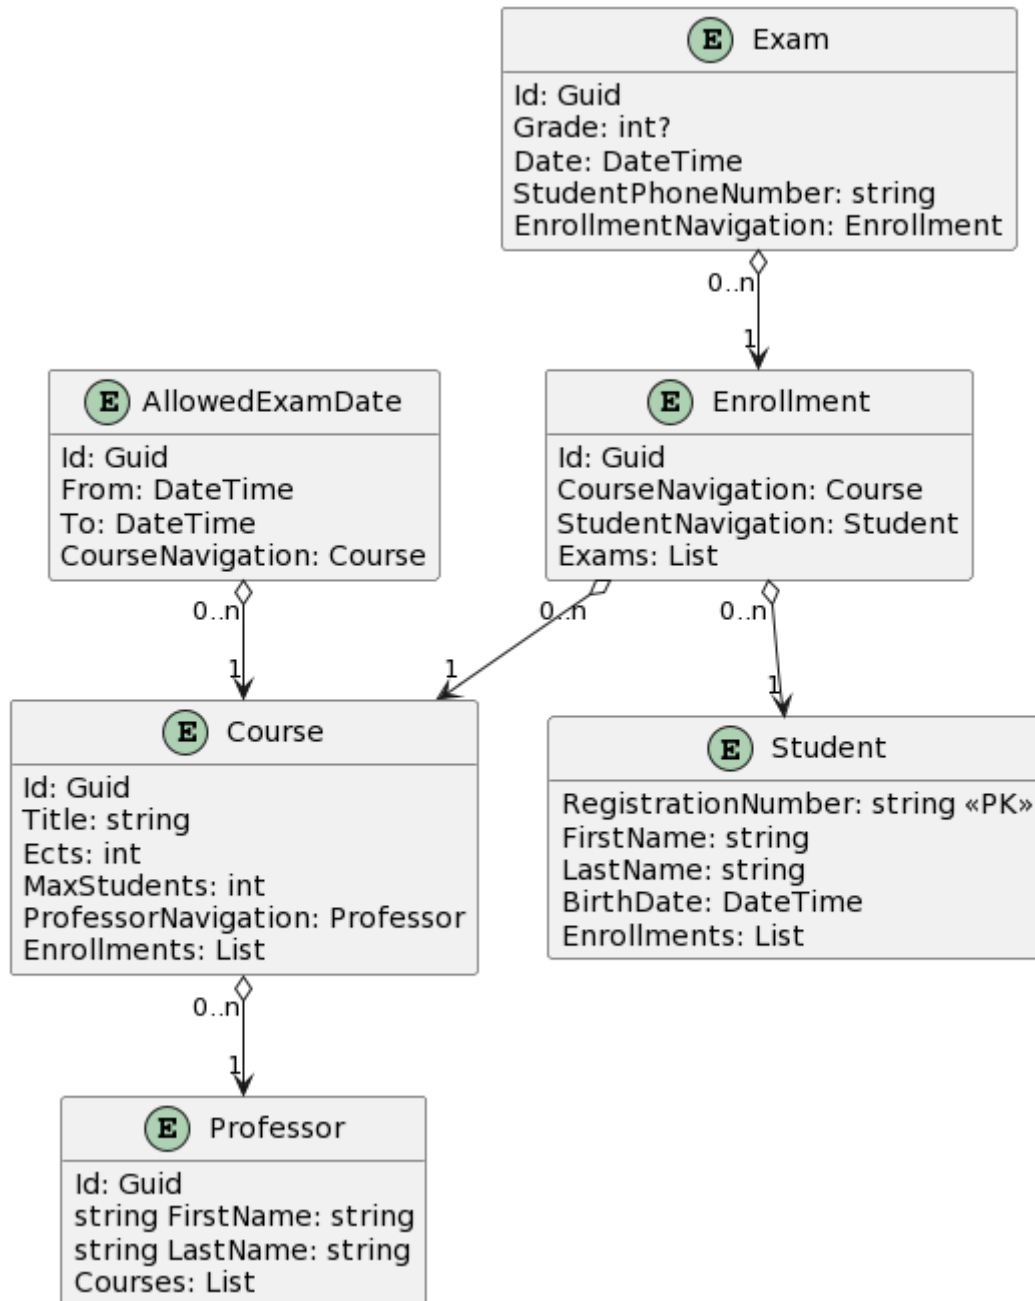 E Exam
Id: Guid
Grade: int?
Date: DateTime
StudentPhoneNumber: string
EnrollmentNavigation: Enrollment
0..n
1
E AllowedExamDate
Id: Guid
From: DateTime
To: DateTime
CourseNavigation: Course
E Enrollment
Id: Guid
CourseNavigation: Course
StudentNavigation: Student
Exams: List
0..n
0..n
0..n
1
1
1
E Course
Id: Guid
Title: string
Ects: int
MaxStudents: int
ProfessorNavigation: Professor
Enrollments: List
E Student
RegistrationNumber: string «PK»
FirstName: string
LastName: string
BirthDate: DateTime
Enrollments: List
0..n
1
E Professor
Id: Guid
string FirstName: string
string LastName: string
Courses: List